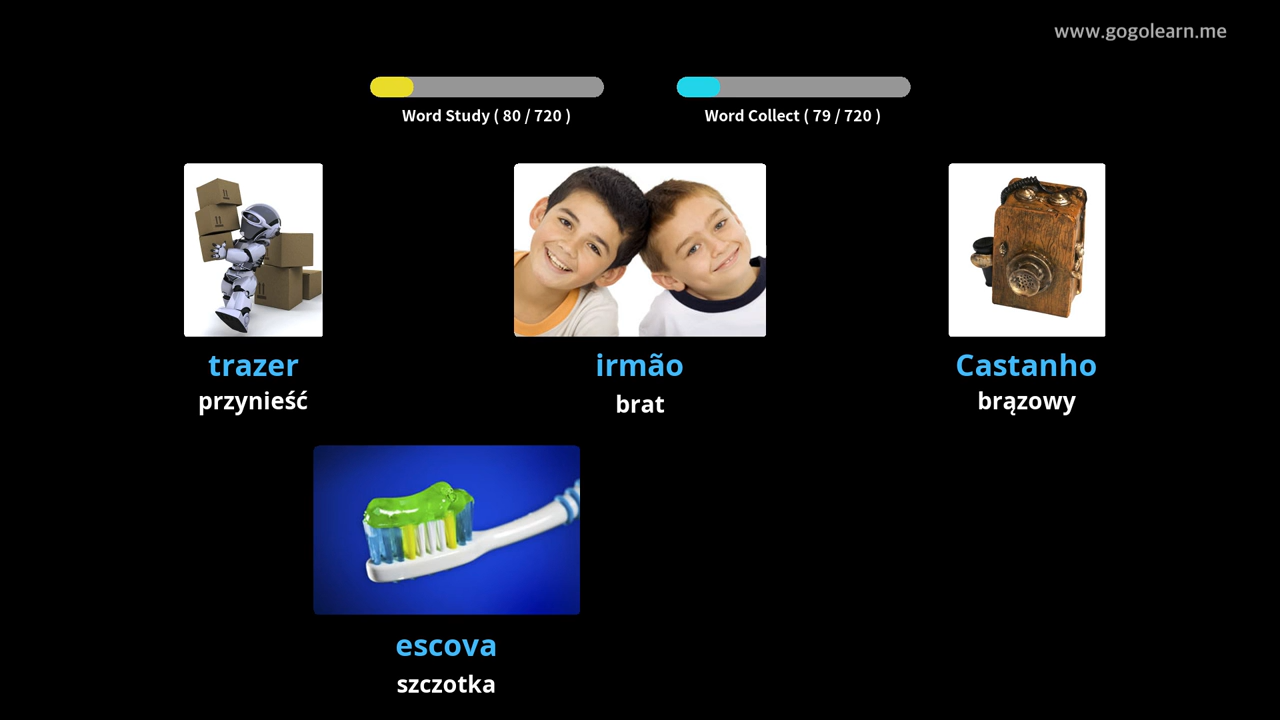 www.gogolearn.me
Word Study ( 80 / 720 )
Word Collect ( 79 / 720 )
trazer
przynieść
irmão
brat
Castanho
brązowy
escova
szczotka